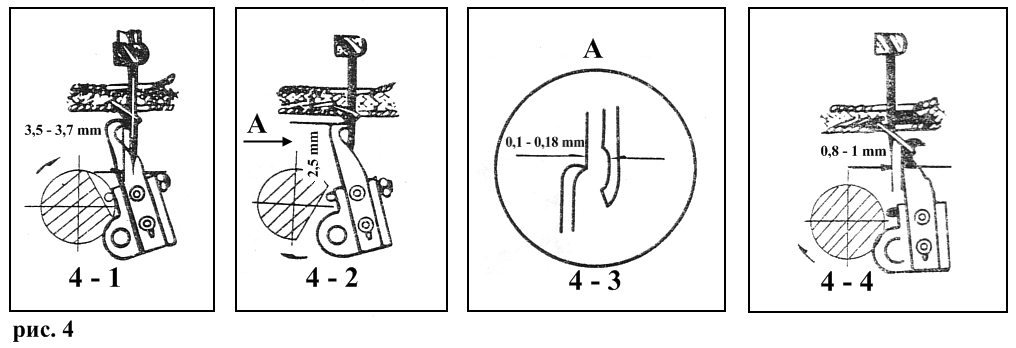 3,5 - 3,7 mm
4 - 1
A
2,5 mm
4 - 2
A
0,1 - 0,18 mm
4 - 3
0,8 - 1 mm
4 - 4
рис. 4